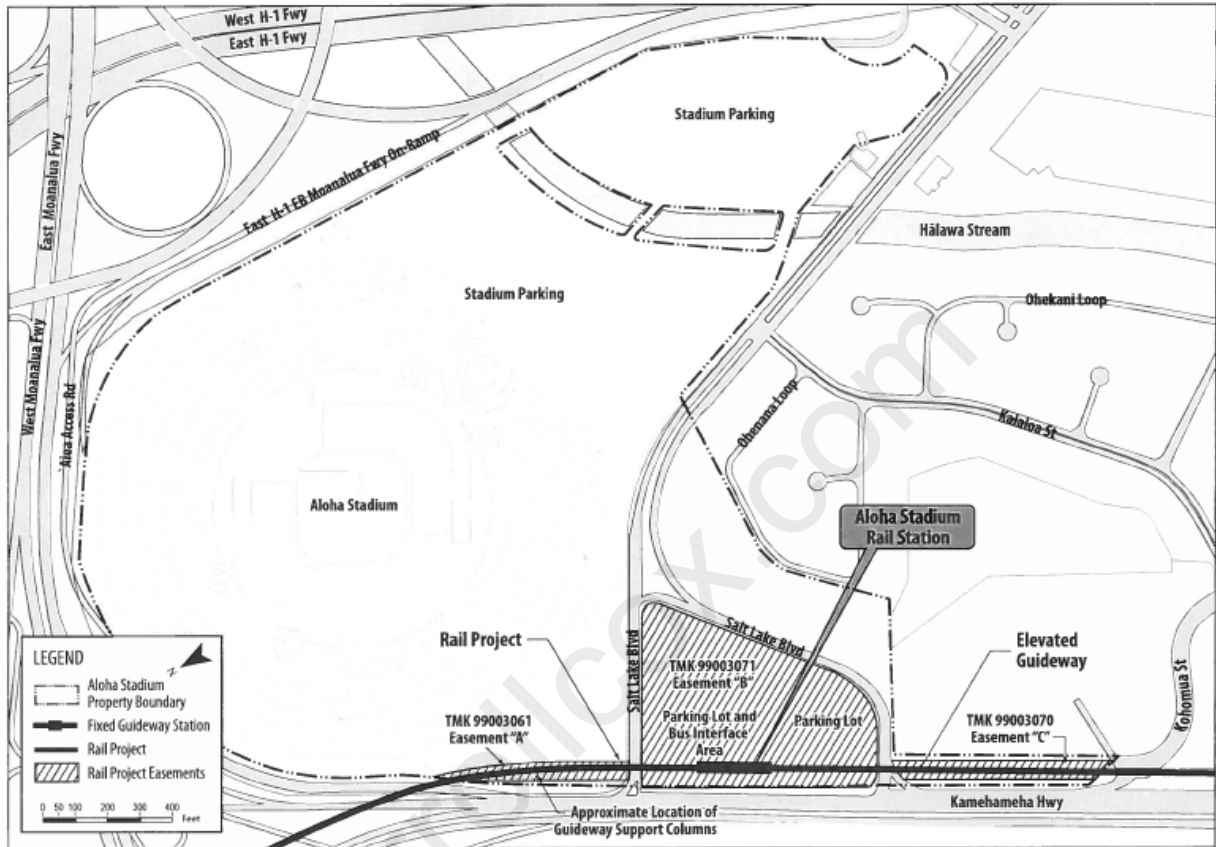 West H-1 Fwy
East H-1 Fwy
East Moanalua Fwy
West Moanalua Fwy
Aiea Access Rd
East H-1 EB Moanalua Fwy On-Ramp
Stadium Parking
Hālawa Stream
Stadium Parking
Ohekani Loop
Ohenana Loop
Kalaloa St
Aloha Stadium
Aloha Stadium
Rail Station
Rail Project
Salt Lake Blvd
Salt Lake Blvd
Elevated
Guideway
Kohomua St
TMK 99003071
Easement "B"
Parking Lot and
Bus Interface
Area
Parking Lot
TMK 99003061
Easement "A"
TMK 99003070
Easement "C"
Approximate Location of
Guideway Support Columns
Kamehameha Hwy
LEGEND
N
Aloha Stadium
Property Boundary
Fixed Guideway Station
Rail Project
Rail Project Easements
0 50 100 200 300 400
Feet